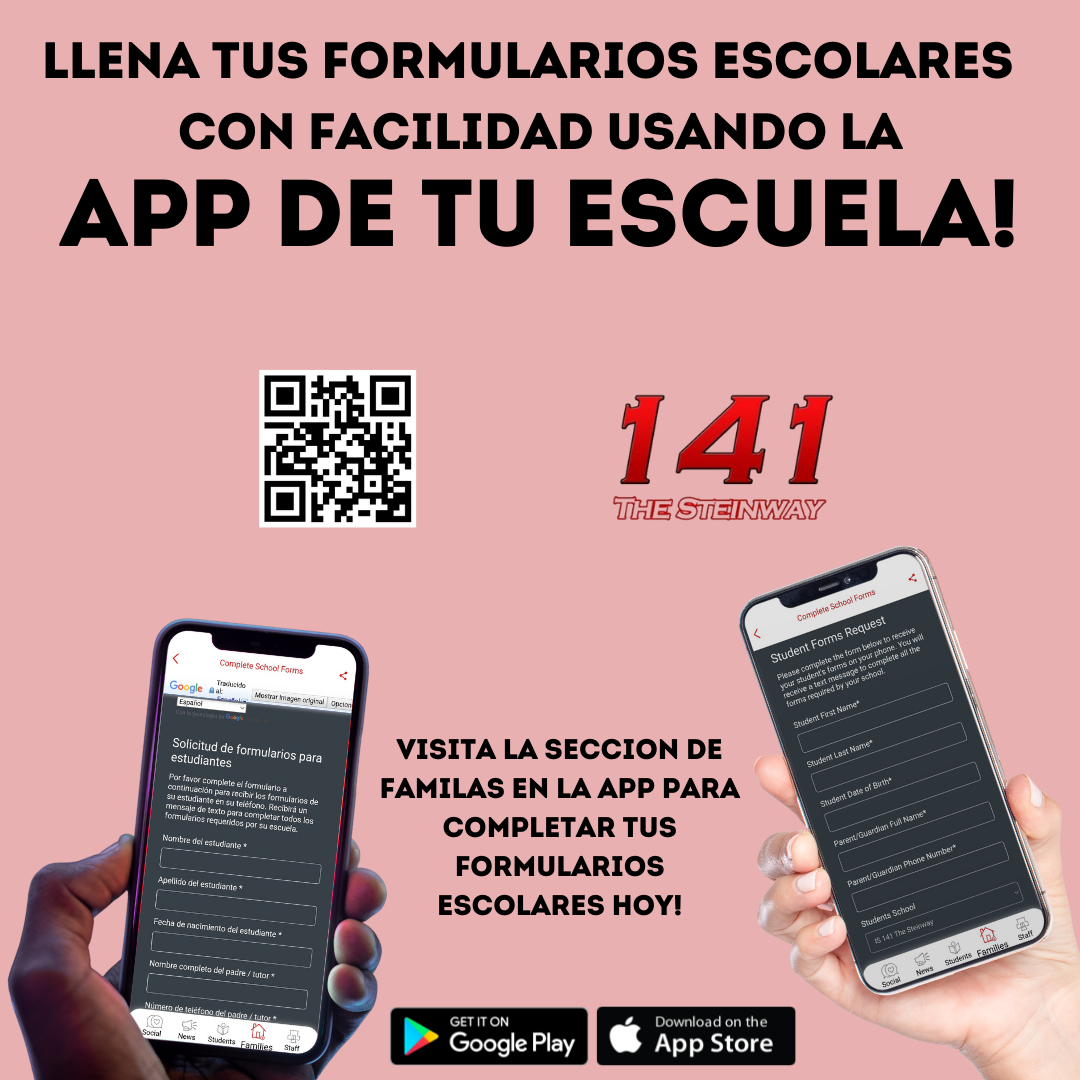 LLENA TUS FORMULARIOS ESCOLARES
CON FACILIDAD USANDO LA
APP DE TU ESCUELA!
141
THE STEINWAY
Complete School Forms
Google
Traducido
al:
Mostrar imagen original
Opcion
Español
Google
Solicitud de formularios para
estudiantes
Por favor complete el formulario a
continuación para recibir los formularios de
su estudiante en su teléfono. Recibirá un
mensaje de texto para completar todos los
formularios requeridos por su escuela.
Nombre del estudiante *
Apellido del estudiante *
Fecha de nacimiento del estudiante *
Nombre completo del padre / tutor *
Número de teléfono del padre / tutor *
Social
News
Students
Families
Staff
VISITA LA SECCION DE
FAMILAS EN LA APP PARA
COMPLETAR TUS
FORMULARIOS
ESCOLARES HOY!
Complete School Forms
Student Forms Request
Please complete the form below to receive
your student's forms on your phone. You will
receive a text message to complete all the
forms required by your school.
Student First Name*
Student Last Name*
Student Date of Birth*
Parent/Guardian Full Name*
Parent/Guardian Phone Number*
Students School
IS 141 The Steinway
Social
News
Students
Families
Staff
GET IT ON
Google Play
Download on the
App Store